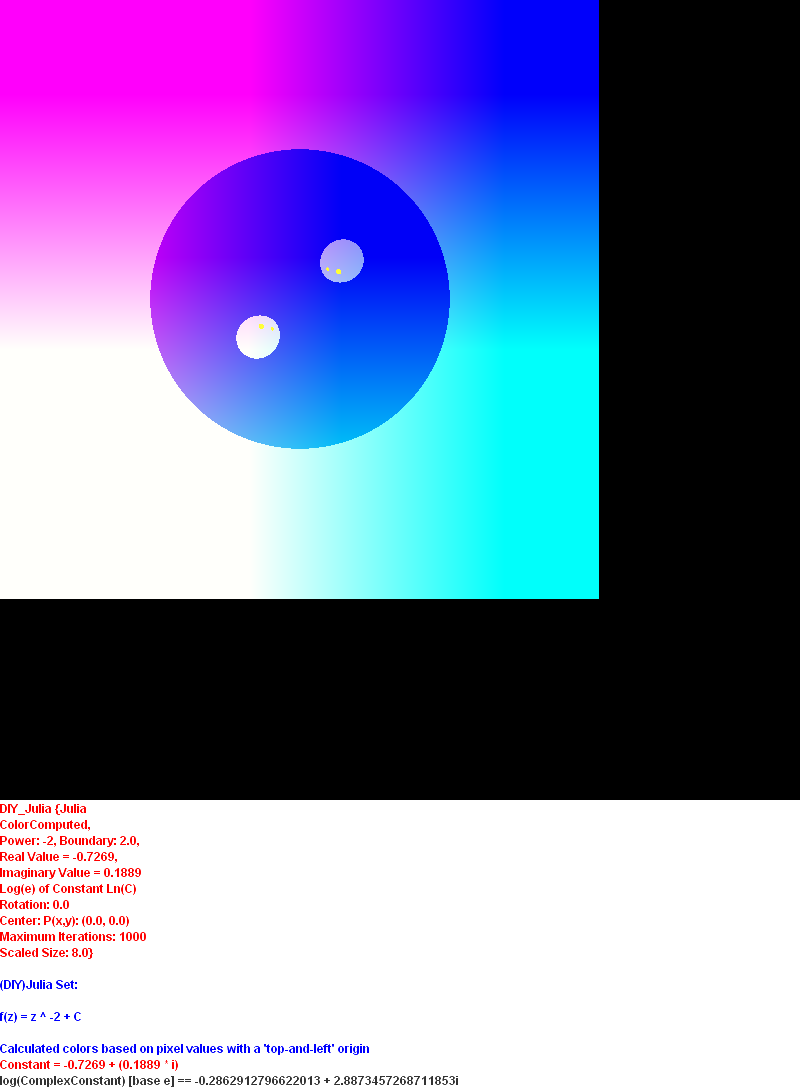 DIY_Julia {Julia
ColorComputed,
Power: -2, Boundary: 2.0,
Real Value = -0.7269,
Imaginary Value = 0.1889
Log(e) of Constant Ln(C)
Rotation: 0.0
Center: P(x,y): (0.0, 0.0)
Maximum Iterations: 1000
Scaled Size: 8.0}
(DIY)Julia Set:
f(z) = z ^ -2 + C
Calculated colors based on pixel values with a 'top-and-left' origin
Constant = -0.7269 + (0.1889 * i)
log(ComplexConstant) [base e] == -0.2862912796622013 + 2.8873457268711853i